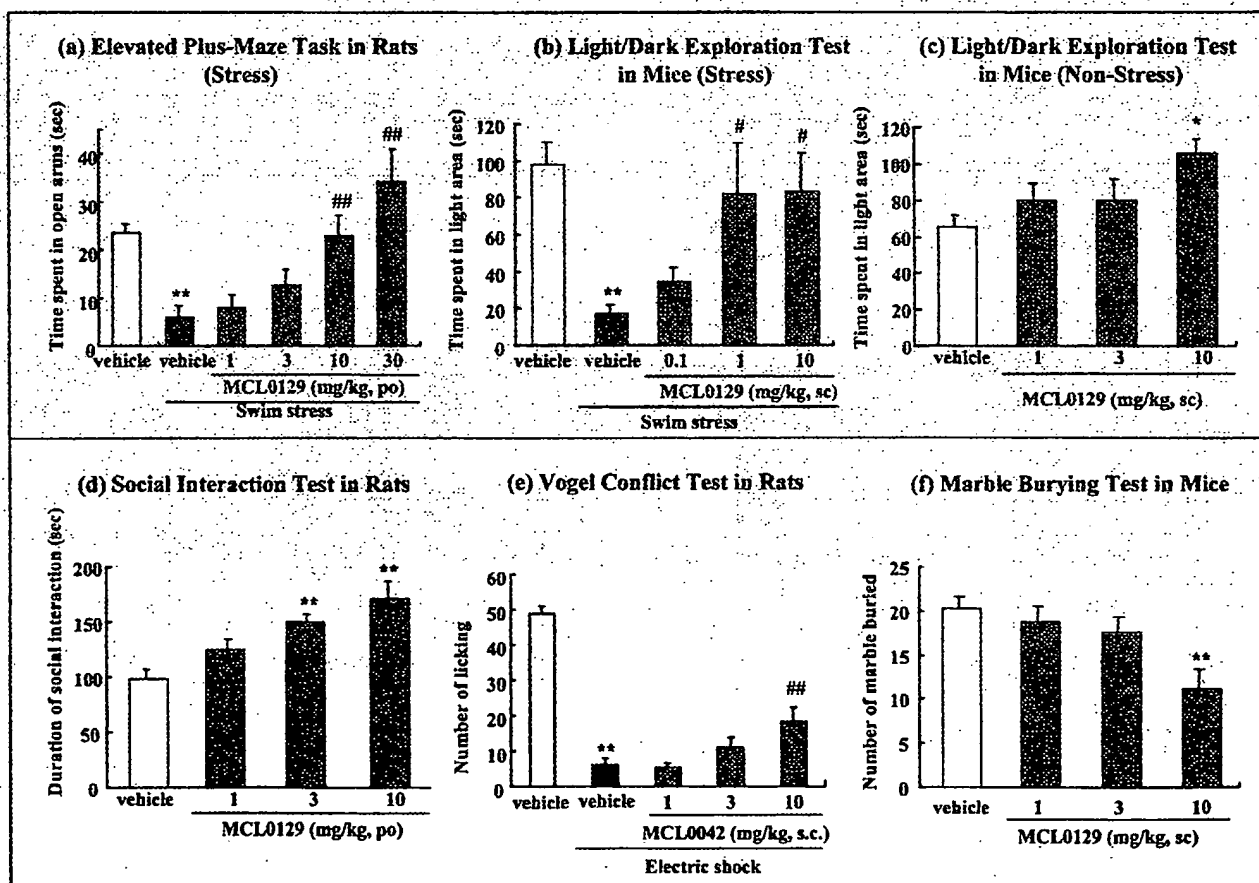 (a) Elevated Plus-Maze Task in Rats
(Stress)
Time spent in open arms (sec)
40
30
20
10
0
**
##
##
vehicle vehicle 1 3 10 30
MCL0129 (mg/kg, po)
Swim stress
(b) Light/Dark Exploration Test
in Mice (Stress)
Time spent in light area (sec)
120
100
80
60
40
20
0
**
#
#
vehicle vehicle 0.1 1 10
MCL0129 (mg/kg, sc)
Swim stress
(c) Light/Dark Exploration Test
in Mice (Non-Stress)
Time spent in light area (sec)
120
100
80
60
40
20
0
*
vehicle 1 3 10
MCL0129 (mg/kg, sc)
(d) Social Interaction Test in Rats
Duration of social interaction (sec)
200
150
100
50
0
**
**
vehicle 1 3 10
MCL0129 (mg/kg, po)
(e) Vogel Conflict Test in Rats
Number of licking
60
50
40
30
20
10
0
**
##
vehicle vehicle 1 3 10
MCL0042 (mg/kg, s.c.)
Electric shock
(f) Marble Burying Test in Mice
Number of marble buried
25
20
15
10
5
0
**
vehicle 1 3 10
MCL0129 (mg/kg, sc)